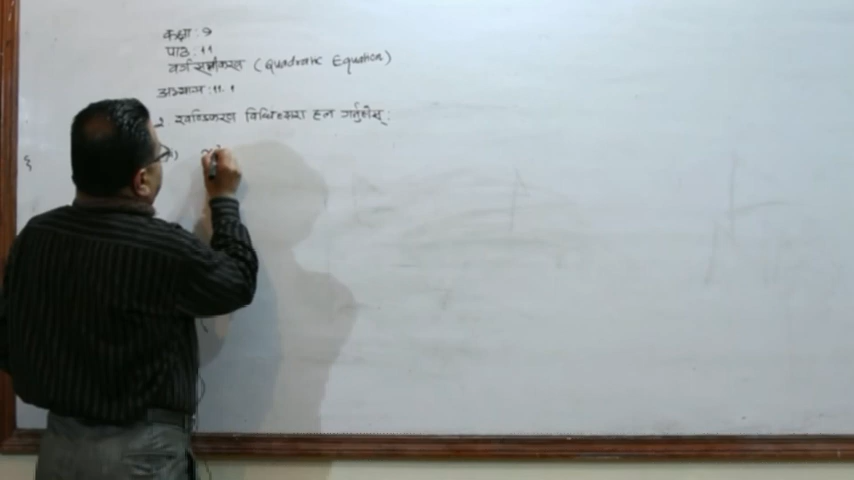 कक्षा : ९
पाठ : ११
वर्ग समीकरण (Quadratic Equation)
अभ्यास : ११.१
२. खण्डिकरण विधिद्वारा हल गर्नुहोस् :